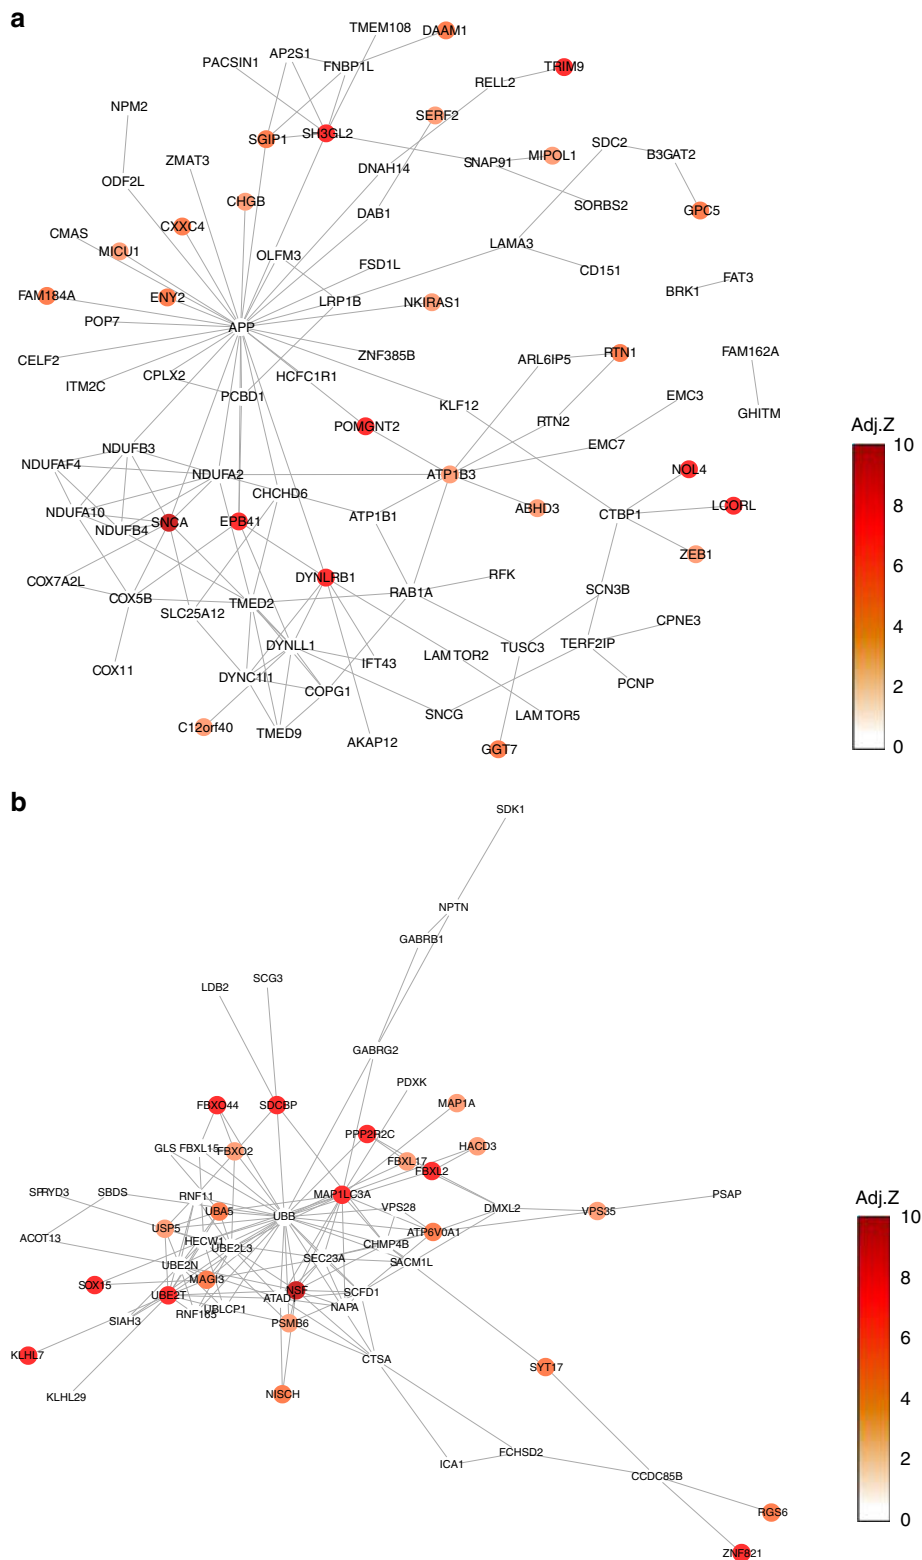 a
TMEM108
DAAM1
AP2S1
PACSIN1
FNBP1L
TRIM9
RELL2
NPM2
SERF2
SGIP1
SH3GL2
SDC2
ZMAT3
DNAH14
SNAP91
MIPOL1
B3GAT2
ODF2L
CHGB
DAB1
SORBS2
GPC5
CXXC4
CMAS
MICU1
OLFM3
LAMA3
FSD1L
CD151
FAT3
BRK1
FAM184A
ENY2
LRP1B
NKIRAS1
POP7
APP
CELF2
ZNF385B
ARL6IP5
RTN1
FAM162A
ITM2C
CPLX2
HCFC1R1
PCBD1
KLF12
EMC3
GHITM
POMGNT2
RTN2
Adj.Z
10
8
6
4
2
0
NDUFB3
EMC7
NDUFAF4
NDUFA2
ATP1B3
NOL4
CHCHD6
NDUFA10
NDUFB4
SNCA
EPB41
ATP1B1
ABHD3
CTBP1
LCORL
ZEB1
COX7A2L
DYNLRB1
RFK
COX5B
TMED2
RAB1A
SCN3B
SLC25A12
CPNE3
DYNLL1
TUSC3
TERF2IP
COX11
IFT43
LAM TOR2
DYNC1I1
COPG1
PCNP
C12orf40
TMED9
SNCG
LAM TOR5
AKAP12
GGT7
b
SDK1
NPTN
GABRB1
LDB2
SCG3
GABRG2
PDXK
FBXO44
SDCBP
MAP1A
PPP2R2C
GLS
FBXL15
FBXO2
HACD3
FBXL17
FBXL2
SPRYD3
SBDS
RNF11
MAP1LC3A
PSAP
UBA5
UBB
VPS28
DMXL2
VPS35
Adj.Z
10
8
6
4
2
0
USP5
ATP6V0A1
ACOT13
HECW1
UBE2L3
CHMP4B
SEC23A
SACM1L
UBE2N
MAGI3
SOX15
UBE2T
NSF
ATAD1
SCFD1
NAPA
RNF165
UBLCP1
SIAH3
PSMB6
KLHL7
CTSA
SYT17
KLHL29
NISCH
FCHSD2
ICA1
CCDC85B
RGS6
ZNF821